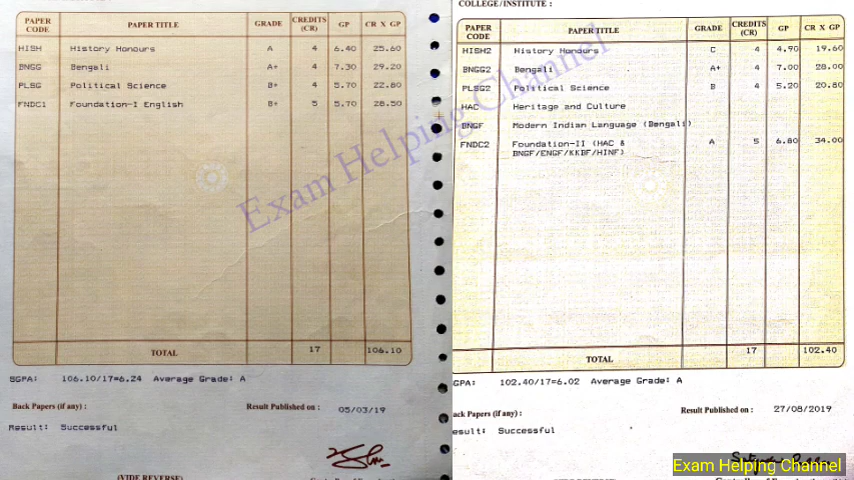 PAPER CODE PAPER TITLE GRADE CREDITS (CR) GP CR X GP
HISH History Honours A 4 6.40 25.60
BNGG Bengali A+ 4 7.30 29.20
PLSG Political Science B+ 4 5.70 22.80
FNDC1 Foundation-I English B+ 5 5.70 28.50
TOTAL 17 106.10
SGPA: 106.10/17=6.24 Average Grade: A
Back Papers (if any) : Result Published on : 05/03/19
Result: Successful
(VIDE REVERSE)
COLLEGE/INSTITUTE :
PAPER CODE PAPER TITLE GRADE CREDITS (CR) GP CR X GP
HISH2 History Honours C 4 4.90 19.60
BNGG2 Bengali A+ 4 7.00 28.00
PLSG2 Political Science B 4 5.20 20.80
HAC Heritage and Culture
BNGF Modern Indian Language (Bengali)
FNDC2 Foundation-II (HAC & A 5 6.80 34.00
BNGF/ENGF/KKBF/HINF)
TOTAL 17 102.40
GPA: 102.40/17=6.02 Average Grade: A
ack Papers (if any) : Result Published on : 27/08/2019
esult: Successful
Exam Helping Channel
Exam Helping Channel